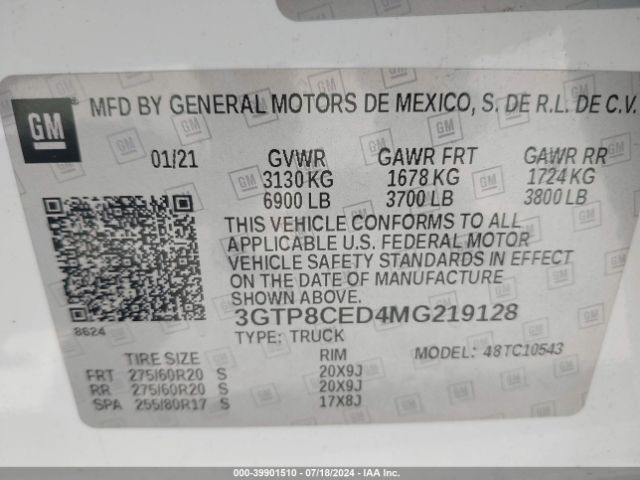 GM MFD BY GENERAL MOTORS DE MEXICO, S. DE R.L. DE C.V.
01/21 GVWR GAWR FRT GAWR RR
3130 KG 1678 KG 1724 KG
6900 LB 3700 LB 3800 LB
THIS VEHICLE CONFORMS TO ALL
APPLICABLE U.S. FEDERAL MOTOR
VEHICLE SAFETY STANDARDS IN EFFECT
ON THE DATE OF MANUFACTURE
SHOWN ABOVE.
8624 3GTP8CED4MG219128
TYPE: TRUCK
TIRE SIZE RIM MODEL: 48TC10543
FRT 275/60R20 S 20X9J
RR 275/60R20 S 20X9J
SPA 255/80R17 S 17X8J
000-39901510 - 07/18/2024 - IAA Inc.